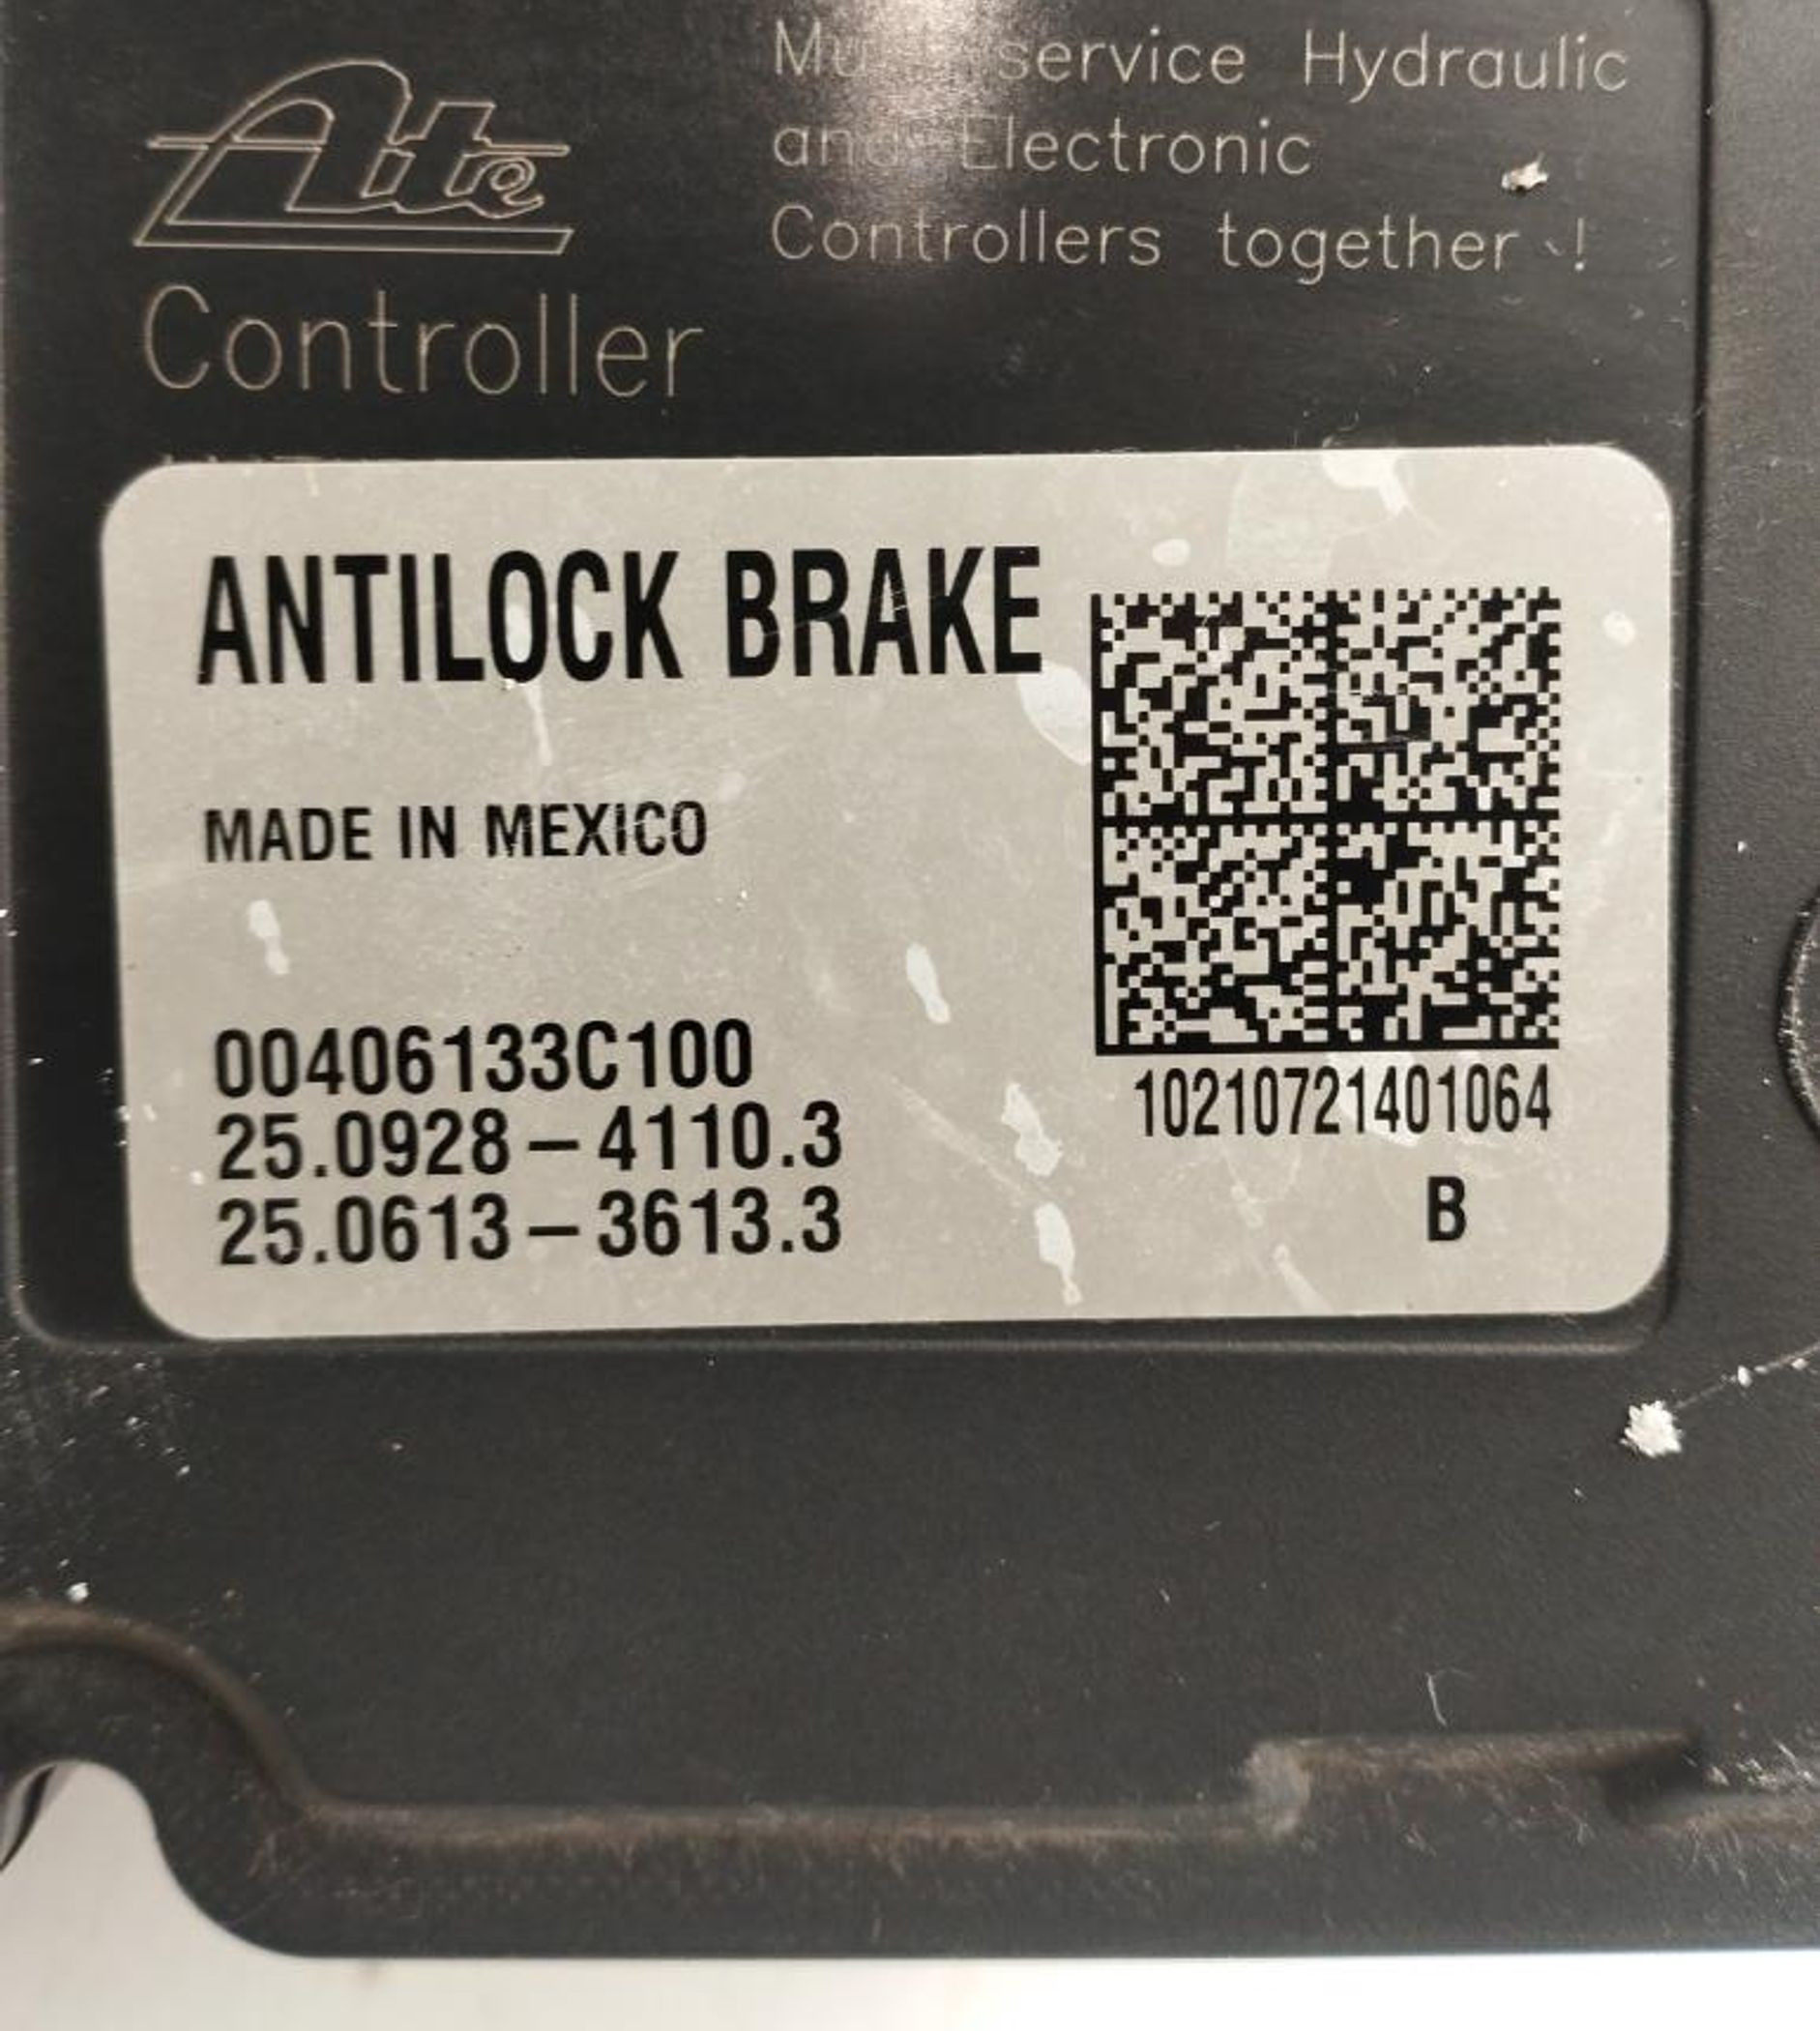 Ate
Controller
service Hydraulic
and Electronic
Controllers together !
ANTILOCK BRAKE
MADE IN MEXICO
00406133C100
25.0928-4110.3
25.0613-3613.3
10210721401064
B